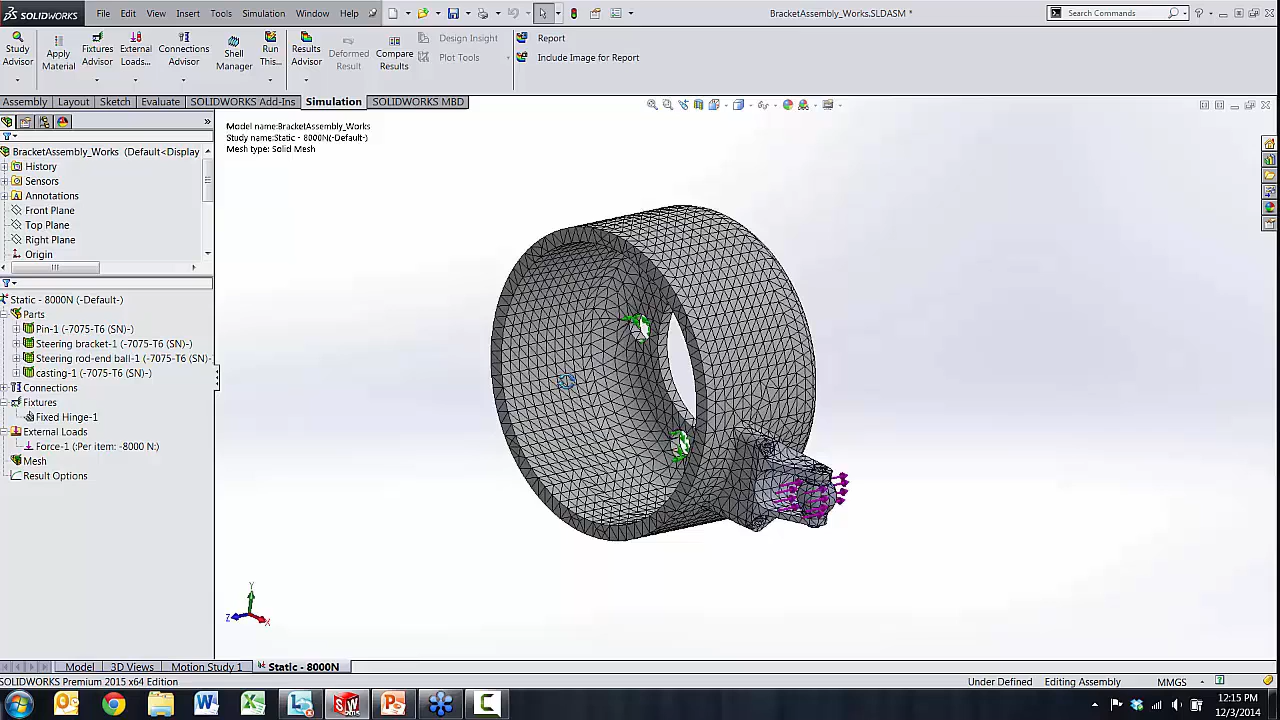 SOLIDWORKS
File Edit View Insert Tools Simulation Window Help
BracketAssembly_Works.SLDASM *
Search Commands
Study Advisor
Apply Material
Fixtures Advisor
External Loads...
Connections Advisor
Shell Manager
Run This...
Results Advisor
Deformed Result
Compare Results
Design Insight
Plot Tools
Report
Include Image for Report
Assembly Layout Sketch Evaluate SOLIDWORKS Add-Ins Simulation SOLIDWORKS MBD
Model name:BracketAssembly_Works
Study name:Static - 8000N(-Default-)
Mesh type: Solid Mesh
BracketAssembly_Works (Default<Display
History
Sensors
Annotations
Front Plane
Top Plane
Right Plane
Origin
Static - 8000N (-Default-)
Parts
Pin-1 (-7075-T6 (SN)-)
Steering bracket-1 (-7075-T6 (SN)-)
Steering rod-end ball-1 (-7075-T6 (SN)-
casting-1 (-7075-T6 (SN)-)
Connections
Fixtures
Fixed Hinge-1
External Loads
Force-1 (:Per item: -8000 N:)
Mesh
Result Options
Y
Z
X
Model 3D Views Motion Study 1 Static - 8000N
SOLIDWORKS Premium 2015 x64 Edition
Under Defined Editing Assembly MMGS
12:15 PM
12/3/2014